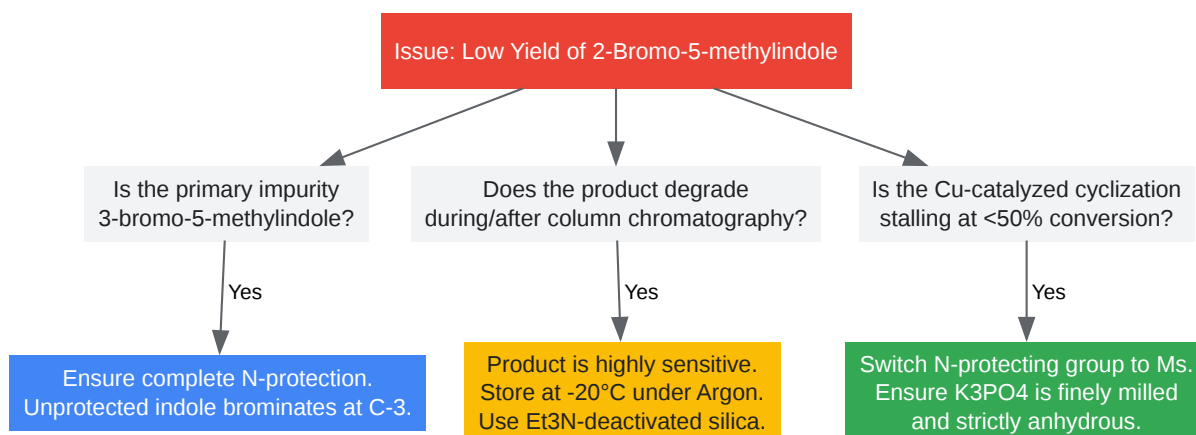 Issue: Low Yield of 2-Bromo-5-methylindole
Is the primary impurity
3-bromo-5-methylindole?
Does the product degrade
during/after column chromatography?
Is the Cu-catalyzed cyclization
stalling at <50% conversion?
Yes
Yes
Yes
Ensure complete N-protection.
Unprotected indole brominates at C-3.
Product is highly sensitive.
Store at -20°C under Argon.
Use Et3N-deactivated silica.
Switch N-protecting group to Ms.
Ensure K3PO4 is finely milled
and strictly anhydrous.